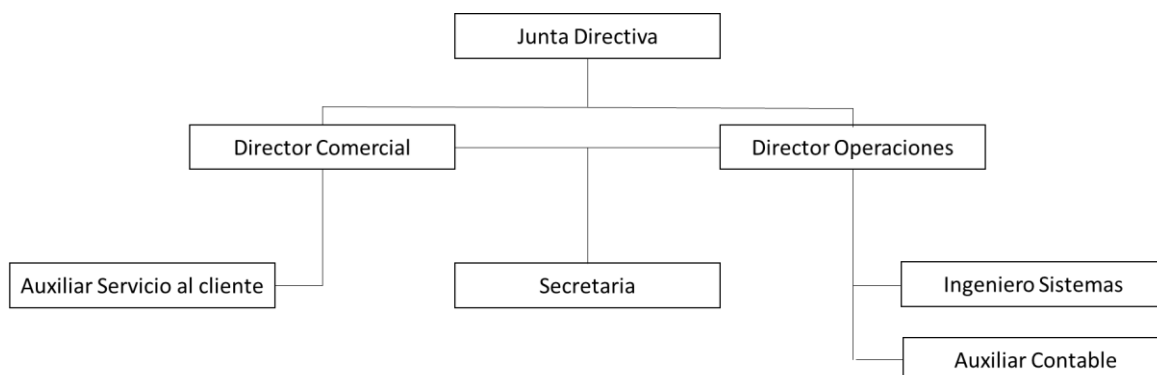 Junta Directiva
Director Comercial
Director Operaciones
Auxiliar Servicio al cliente
Secretaria
Ingeniero Sistemas
Auxiliar Contable